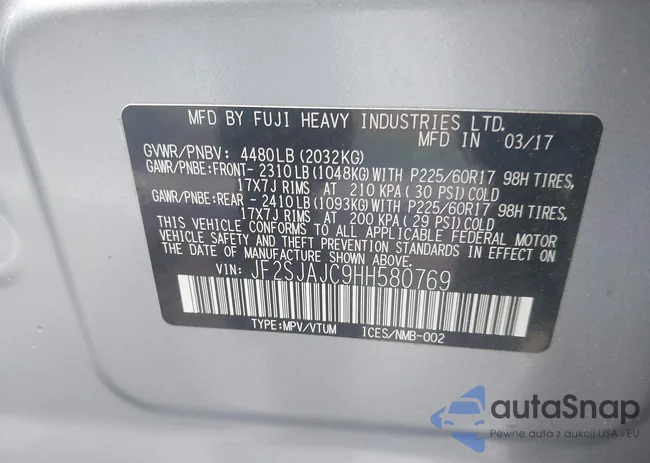 MFD BY FUJI HEAVY INDUSTRIES LTD.
MFD IN 03/17
GVWR/PNBV: 4480LB(2032KG)
GAWR/PNBE:FRONT- 2310LB(1048KG)WITH P225/60R17 98H TIRES,
17X7J RIMS AT 210 KPA(30 PSI)COLD
GAWR/PNBE:REAR - 2410LB(1093KG)WITH P225/60R17 98H TIRES,
17X7J RIMS AT 200 KPA(29 PSI)COLD
THIS VEHICLE CONFORMS TO ALL APPLICABLE FEDERAL MOTOR
VEHICLE SAFETY AND THEFT PREVENTION STANDARDS IN EFFECT ON
THE DATE OF MANUFACTURE SHOWN ABOVE.
VIN: JF2SJAJC9HH580769
TYPE:MPV/VTUM ICES/NMB-002
autoSnap
Pewne auta z aukcji USA i EU